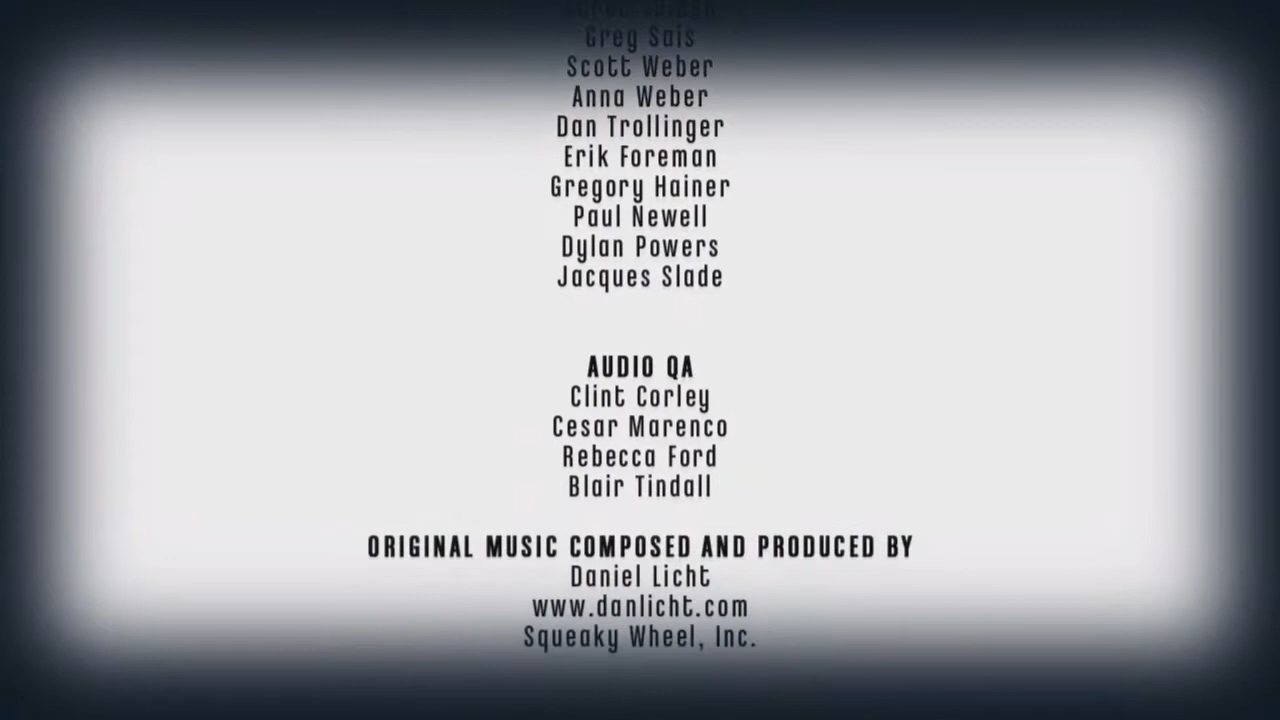 Greg Sais
Scott Weber
Anna Weber
Dan Trollinger
Erik Foreman
Gregory Hainer
Paul Newell
Dylan Powers
Jacques Slade
AUDIO QA
Clint Corley
Cesar Marenco
Rebecca Ford
Blair Tindall
ORIGINAL MUSIC COMPOSED AND PRODUCED BY
Daniel Licht
www.danlicht.com
Squeaky Wheel, Inc.